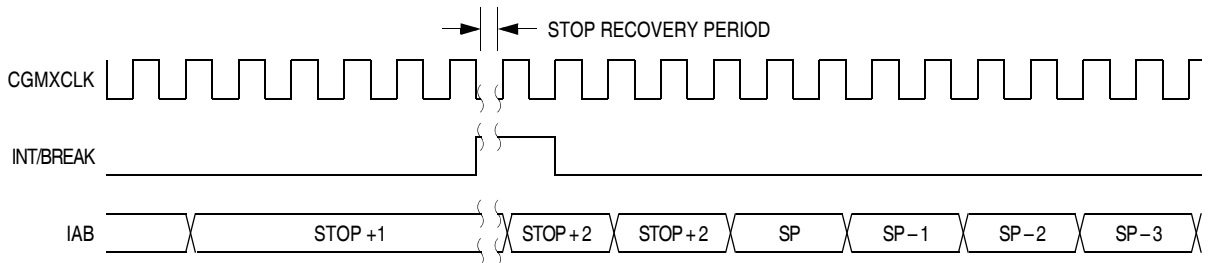 STOP RECOVERY PERIOD
CGMXCLK
INT/BREAK
IAB STOP +1 STOP + 2 STOP + 2 SP SP – 1 SP – 2 SP – 3